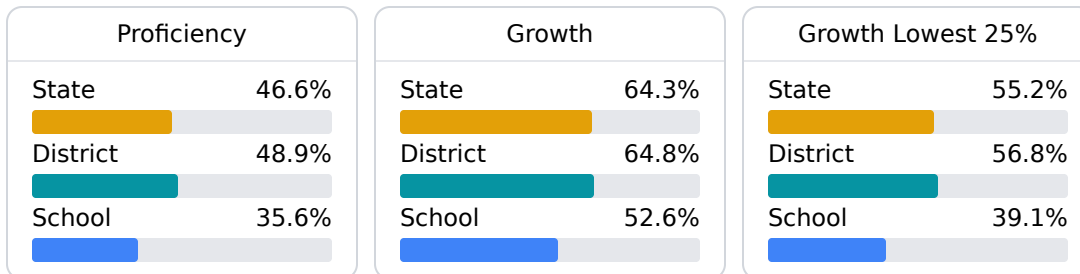 Proficiency
State 46.6%
District 48.9%
School 35.6%
Growth
State 64.3%
District 64.8%
School 52.6%
Growth Lowest 25%
State 55.2%
District 56.8%
School 39.1%